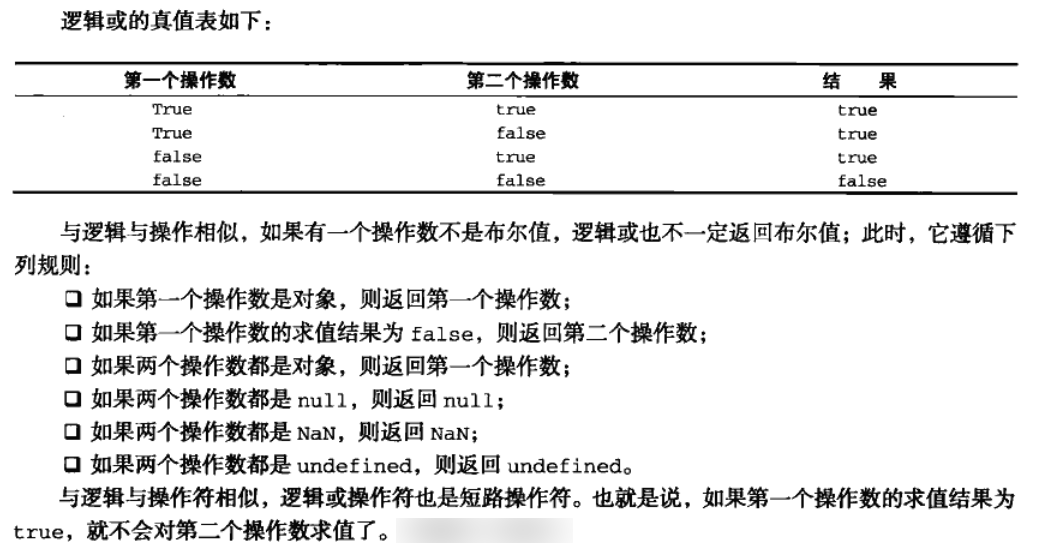 逻辑或的真值表如下：
第一个操作数 第二个操作数 结 果
True true true
True false true
false true true
false false false
与逻辑与操作相似，如果有一个操作数不是布尔值，逻辑或也不一定返回布尔值；此时，它遵循下
列规则：
❑ 如果第一个操作数是对象，则返回第一个操作数；
❑ 如果第一个操作数的求值结果为 false，则返回第二个操作数；
❑ 如果两个操作数都是对象，则返回第一个操作数；
❑ 如果两个操作数都是 null，则返回 null；
❑ 如果两个操作数都是 NaN，则返回 NaN；
❑ 如果两个操作数都是 undefined，则返回 undefined。
与逻辑与操作符相似，逻辑或操作符也是短路操作符。也就是说，如果第一个操作数的求值结果为
true，就不会对第二个操作数求值了。